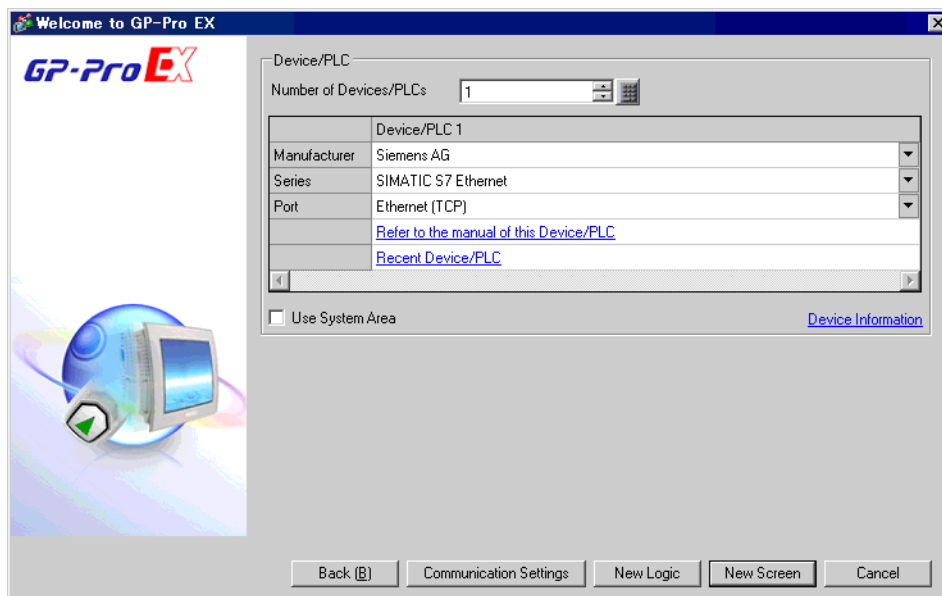 Welcome to GP-Pro EX
GP-Pro EX
Device/PLC
Number of Devices/PLCs 1
Device/PLC 1
Manufacturer Siemens AG
Series SIMATIC S7 Ethernet
Port Ethernet (TCP)
Refer to the manual of this Device/PLC
Recent Device/PLC
Use System Area Device Information
Back (B) Communication Settings New Logic New Screen Cancel